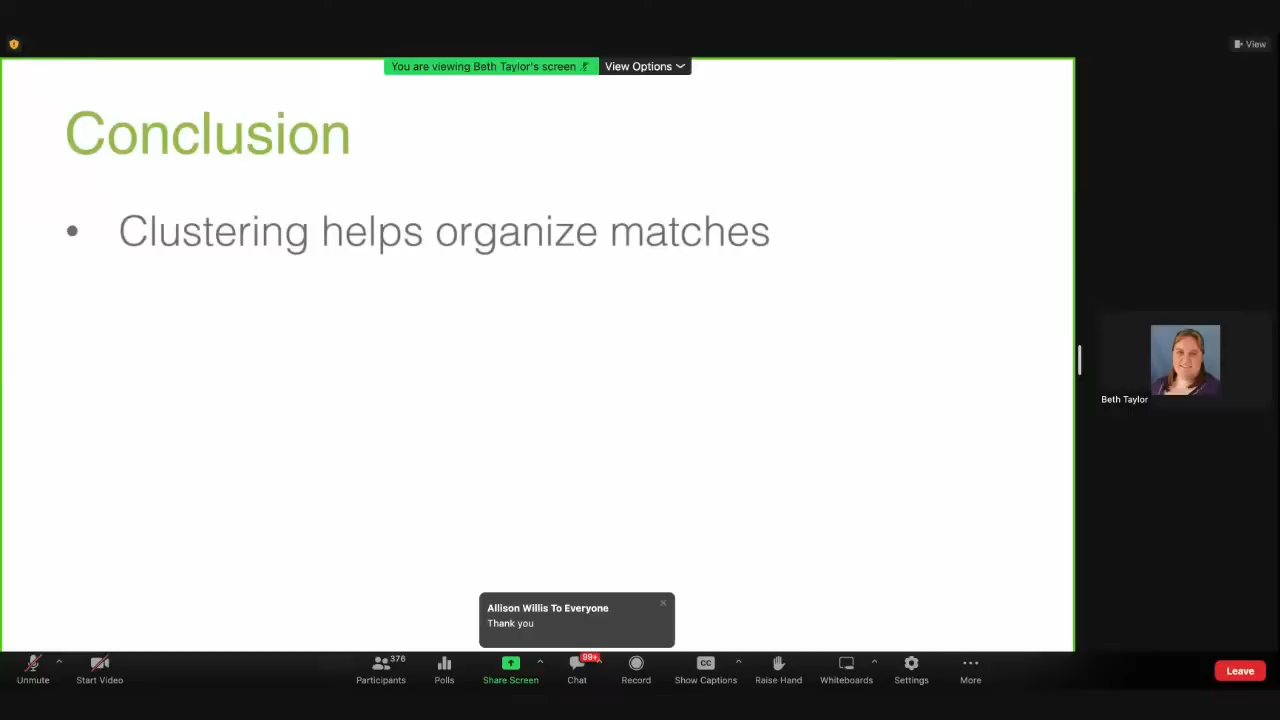 View
You are viewing Beth Taylor's screen
View Options
Conclusion
• Clustering helps organize matches
Beth Taylor
Allison Willis To Everyone
Thank you
376
99+
CC
Unmute
Start Video
Participants
Polls
Share Screen
Chat
Record
Show Captions
Raise Hand
Whiteboards
Settings
More
Leave